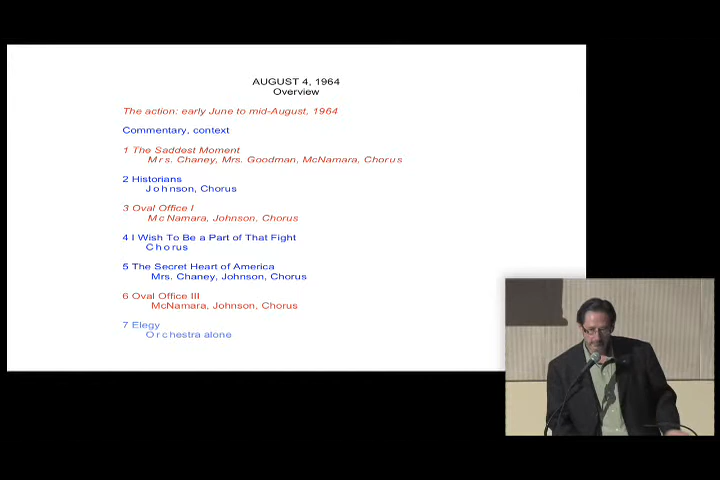 AUGUST 4, 1964
Overview
The action: early June to mid-August, 1964
Commentary, context
1 The Saddest Moment
Mrs. Chaney, Mrs. Goodman, McNamara, Chorus
2 Historians
Johnson, Chorus
3 Oval Office I
McNamara, Johnson, Chorus
4 I Wish To Be a Part of That Fight
Chorus
5 The Secret Heart of America
Mrs. Chaney, Johnson, Chorus
6 Oval Office III
McNamara, Johnson, Chorus
7 Elegy
Orchestra alone